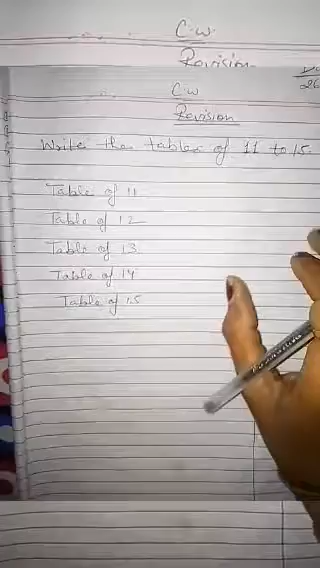 C.W.
Revision
26
C.W
Revision
Write the tables of 11 to 15.
Table of 11
Table of 12
Table of 13
Table of 14
Table of 15